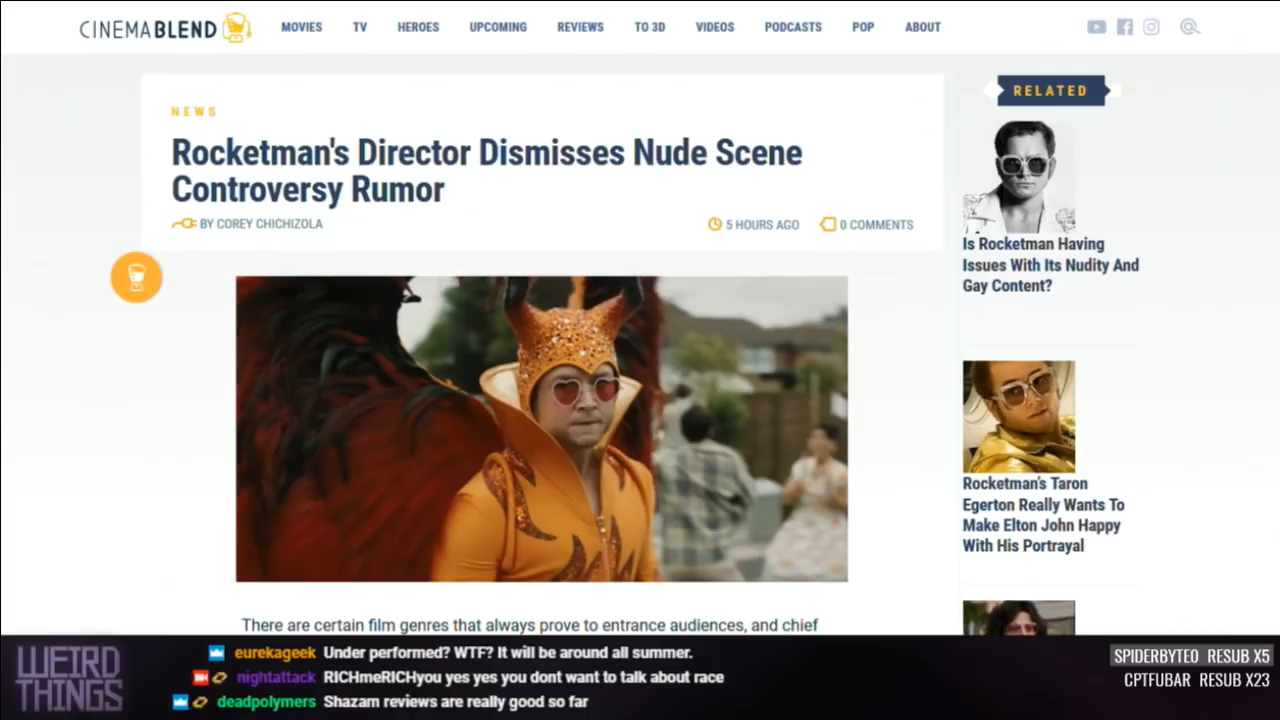 CINEMABLEND
MOVIES TV HEROES UPCOMING REVIEWS TO 3D VIDEOS PODCASTS POP ABOUT
NEWS
Rocketman's Director Dismisses Nude Scene
Controversy Rumor
BY COREY CHICHIZOLA
5 HOURS AGO 0 COMMENTS
There are certain film genres that always prove to entrance audiences, and chief
RELATED
Is Rocketman Having
Issues With Its Nudity And
Gay Content?
Rocketman's Taron
Egerton Really Wants To
Make Elton John Happy
With His Portrayal
WEIRD
THINGS
eurekageek Under performed? WTF? It will be around all summer.
nightattack RICHmeRICHyou yes yes you dont want to talk about race
deadpolymers Shazam reviews are really good so far
SPIDERBYTE0 RESUB X5
CPTFUBAR RESUB X23